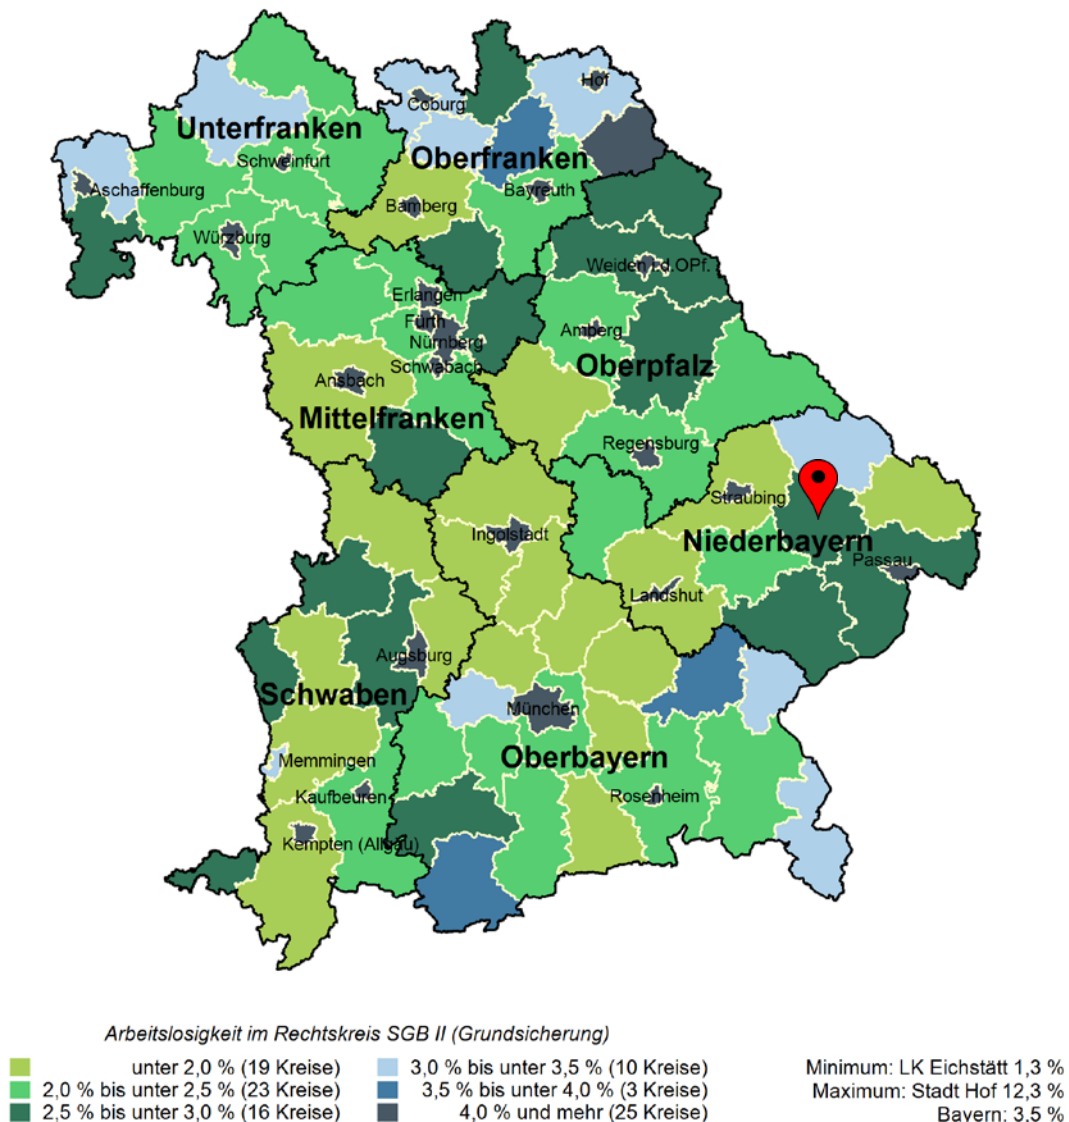 Hof
Coburg
Unterfranken
Oberfranken
Schweinfurt
Aschaffenburg
Bayreuth
Bamberg
Würzburg
Weiden i.d.OPf.
Erlangen
Fürth
Amberg
Nürnberg
Schwabach
Oberpfalz
Ansbach
Mittelfranken
Regensburg
Straubing
Ingolstadt
Niederbayern
Passau
Landshut
Augsburg
Schwaben
München
Oberbayern
Memmingen
Kaufbeuren
Rosenheim
Kempten (Allgäu)
Arbeitslosigkeit im Rechtskreis SGB II (Grundsicherung)
unter 2,0 % (19 Kreise)
2,0 % bis unter 2,5 % (23 Kreise)
2,5 % bis unter 3,0 % (16 Kreise)
3,0 % bis unter 3,5 % (10 Kreise)
3,5 % bis unter 4,0 % (3 Kreise)
4,0 % und mehr (25 Kreise)
Minimum: LK Eichstätt 1,3 %
Maximum: Stadt Hof 12,3 %
Bayern: 3,5 %